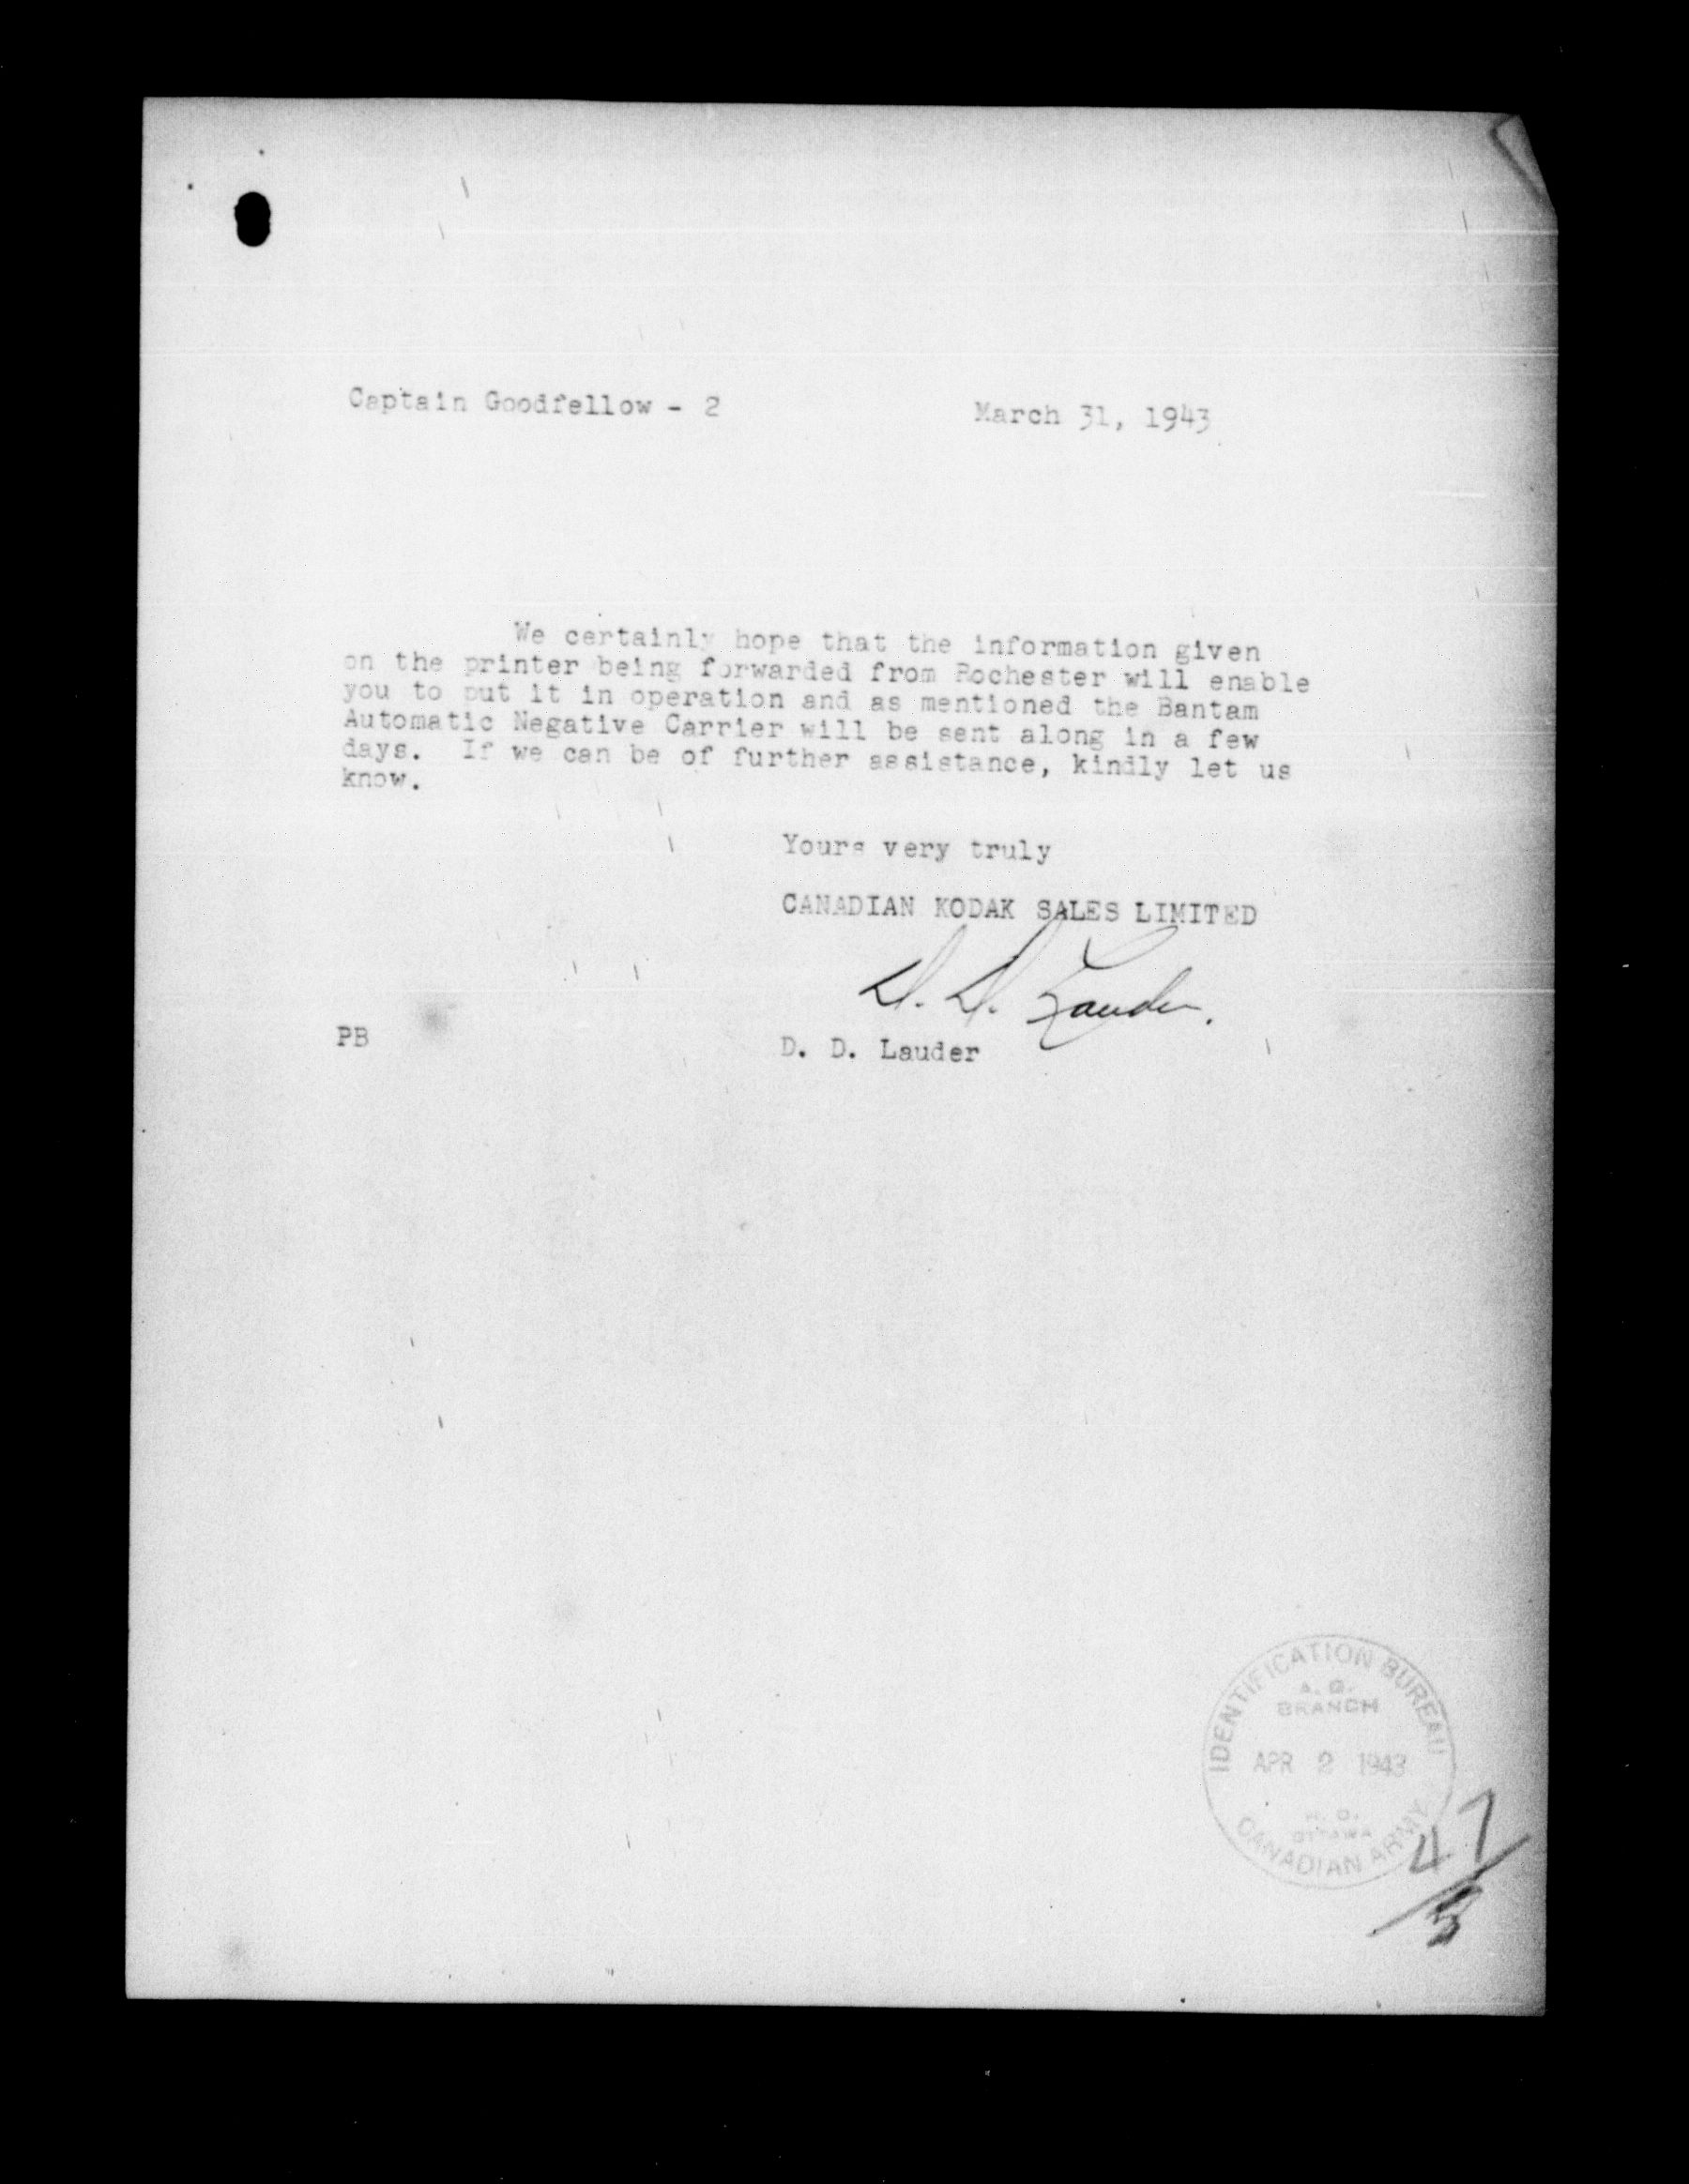 Captain Goodfellow - 2 March 31, 1943
We certainly hope that the information given
on the printer being forwarded from Rochester will enable
you to put it in operation and as mentioned the Bantam
Automatic Negative Carrier will be sent along in a few
days. If we can be of further assistance, kindly let us
know.
Yours very truly
CANADIAN KODAK SALES LIMITED
D. D. Lauder.
PB D. D. Lauder
IDENTIFICATION BUREAU
A. G.
BRANCH
APR 2 1943
OTTAWA
CANADIAN ARMY
47